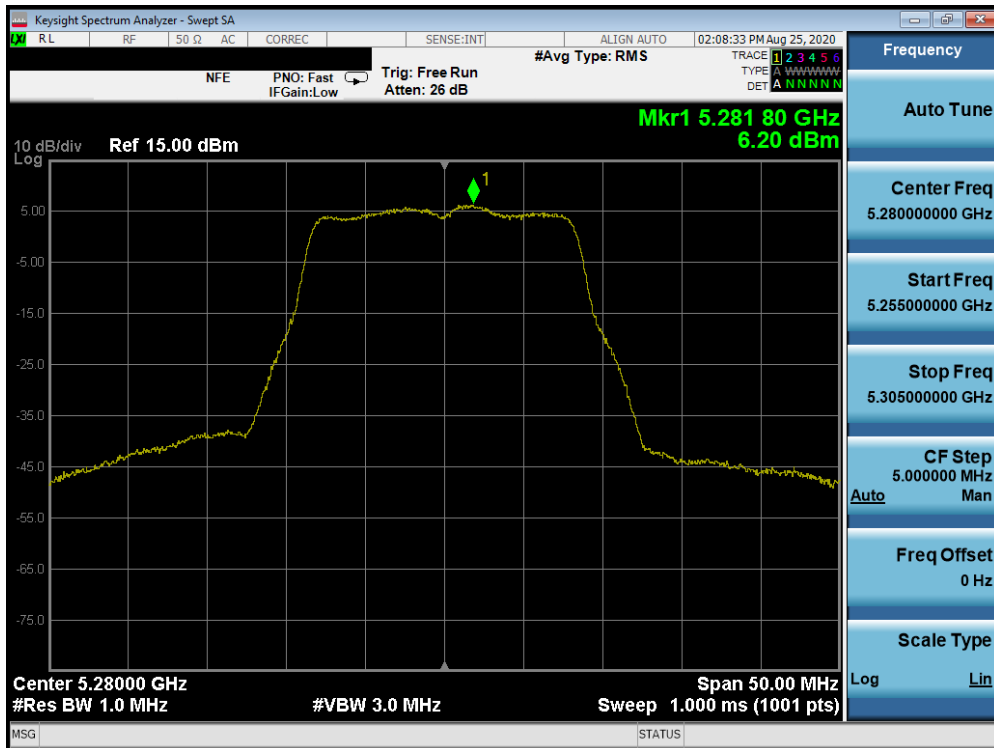 Keysight Spectrum Analyzer - Swept SA
LXI RL RF 50 Ω AC CORREC SENSE:INT ALIGN AUTO 02:08:33 PM Aug 25, 2020
NFE PNO: Fast Trig: Free Run #Avg Type: RMS TRACE 1 2 3 4 5 6
IFGain:Low Atten: 26 dB TYPE A WWWWW
DET A N N N N N
Mkr1 5.281 80 GHz
6.20 dBm
10 dB/div Ref 15.00 dBm
Log
1
5.00
-5.00
-15.0
-25.0
-35.0
-45.0
-55.0
-65.0
-75.0
Center 5.28000 GHz Span 50.00 MHz
#Res BW 1.0 MHz #VBW 3.0 MHz Sweep 1.000 ms (1001 pts)
MSG STATUS
Frequency
Auto Tune
Center Freq
5.280000000 GHz
Start Freq
5.255000000 GHz
Stop Freq
5.305000000 GHz
CF Step
5.000000 MHz
Auto Man
Freq Offset
0 Hz
Scale Type
Log Lin